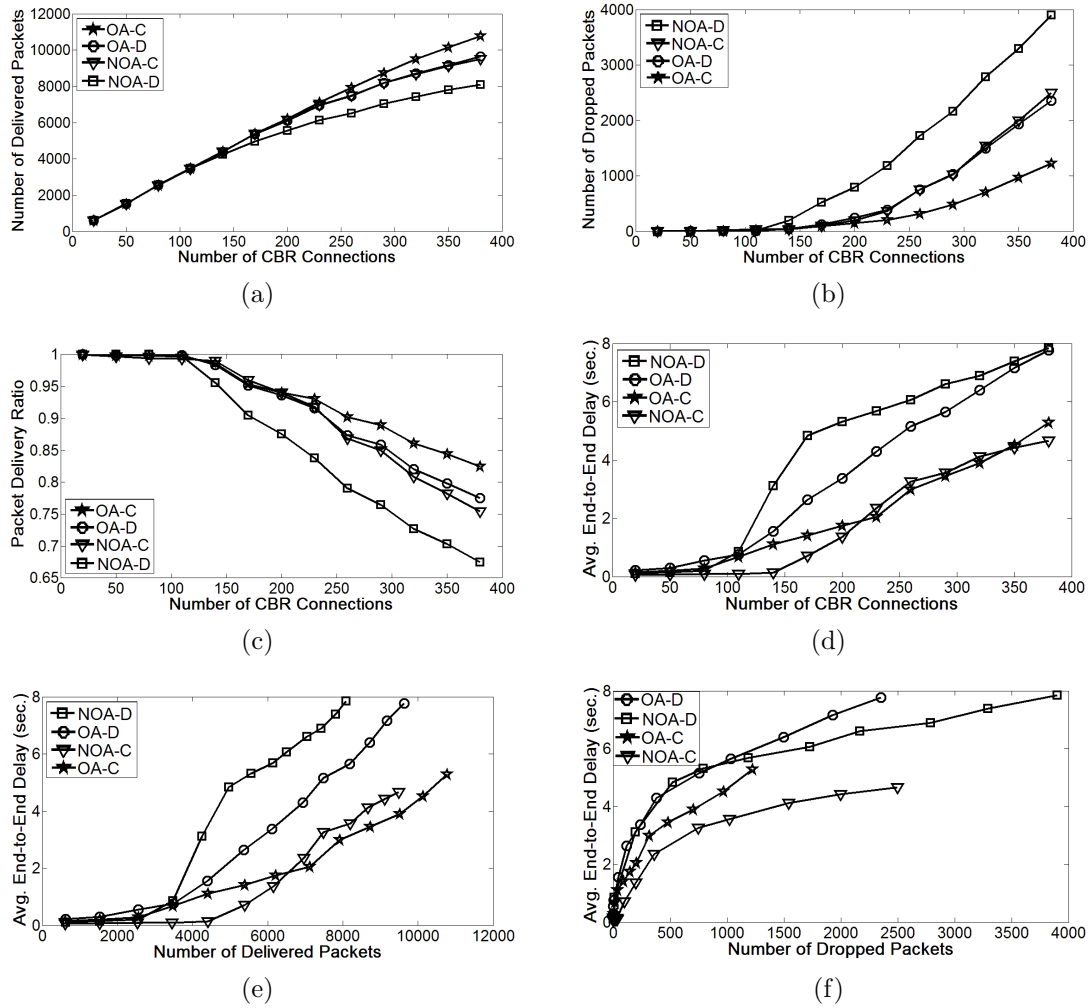 12000
10000
8000
6000
4000
2000
0
0
50
100
150
200
250
300
350
400
Number of Delivered Packets
Number of CBR Connections
OA-C
OA-D
NOA-C
NOA-D
(a)
4000
3000
2000
1000
0
0
50
100
150
200
250
300
350
400
Number of Dropped Packets
Number of CBR Connections
NOA-D
NOA-C
OA-D
OA-C
(b)
1
0.95
0.9
0.85
0.8
0.75
0.7
0.65
0
50
100
150
200
250
300
350
400
Packet Delivery Ratio
Number of CBR Connections
OA-C
OA-D
NOA-C
NOA-D
(c)
8
6
4
2
0
0
50
100
150
200
250
300
350
400
Avg. End-to-End Delay (sec.)
Number of CBR Connections
NOA-D
OA-D
OA-C
NOA-C
(d)
8
6
4
2
0
0
2000
4000
6000
8000
10000
12000
Avg. End-to-End Delay (sec.)
Number of Delivered Packets
NOA-D
OA-D
NOA-C
OA-C
(e)
8
6
4
2
0
0
500
1000
1500
2000
2500
3000
3500
4000
Avg. End-to-End Delay (sec.)
Number of Dropped Packets
OA-D
NOA-D
OA-C
NOA-C
(f)